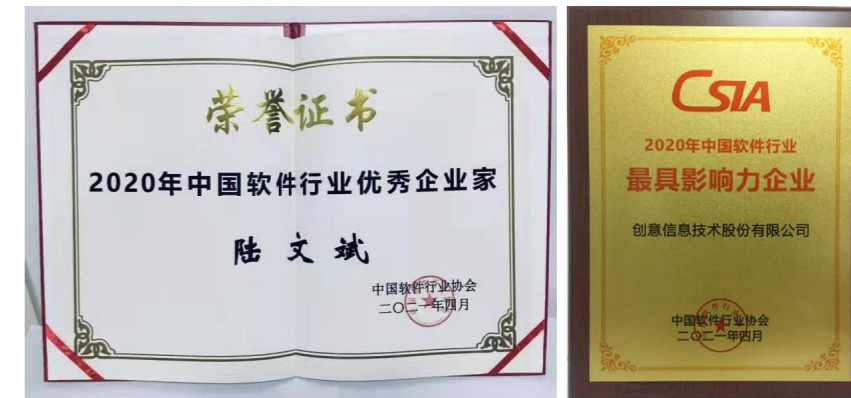 荣誉证书
2020年中国软件行业优秀企业家
陆文斌
中国软件行业协会
二〇二一年四月
CSIA
2020年中国软件行业
最具影响力企业
创意信息技术股份有限公司
中国软件行业协会
二〇二一年四月